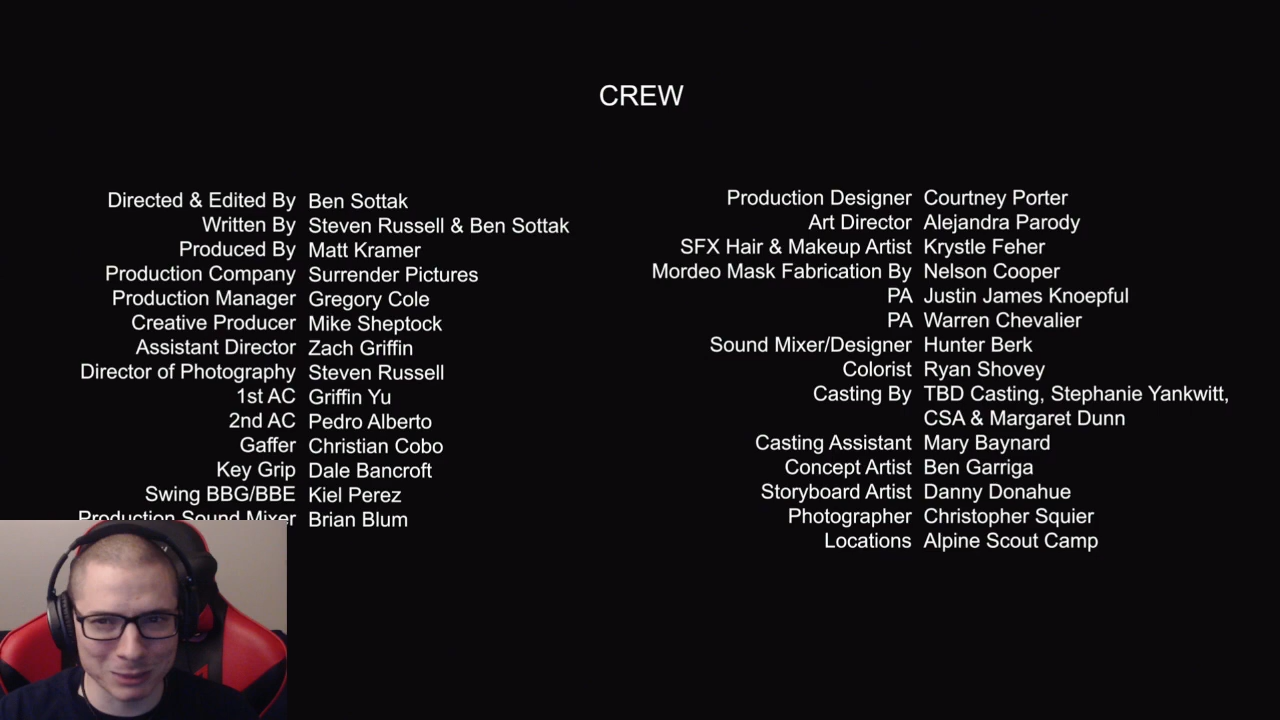 CREW
Directed & Edited By Ben Sottak
Written By Steven Russell & Ben Sottak
Produced By Matt Kramer
Production Company Surrender Pictures
Production Manager Gregory Cole
Creative Producer Mike Sheptock
Assistant Director Zach Griffin
Director of Photography Steven Russell
1st AC Griffin Yu
2nd AC Pedro Alberto
Gaffer Christian Cobo
Key Grip Dale Bancroft
Swing BBG/BBE Kiel Perez
Production Sound Mixer Brian Blum
Production Designer Courtney Porter
Art Director Alejandra Parody
SFX Hair & Makeup Artist Krystle Feher
Mordeo Mask Fabrication By Nelson Cooper
PA Justin James Knoepful
PA Warren Chevalier
Sound Mixer/Designer Hunter Berk
Colorist Ryan Shovey
Casting By TBD Casting, Stephanie Yankwitt,
CSA & Margaret Dunn
Casting Assistant Mary Baynard
Concept Artist Ben Garriga
Storyboard Artist Danny Donahue
Photographer Christopher Squier
Locations Alpine Scout Camp